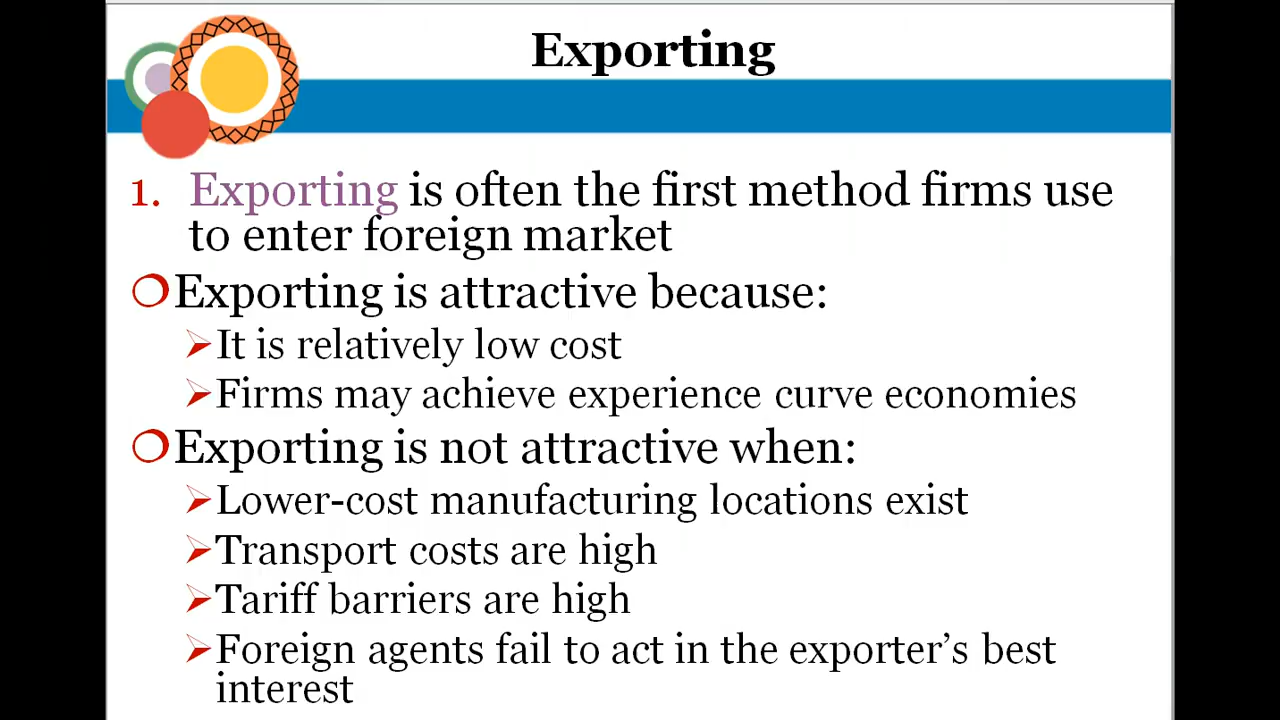 Exporting
1. Exporting is often the first method firms use
to enter foreign market
Exporting is attractive because:
It is relatively low cost
Firms may achieve experience curve economies
Exporting is not attractive when:
Lower-cost manufacturing locations exist
Transport costs are high
Tariff barriers are high
Foreign agents fail to act in the exporter’s best
interest